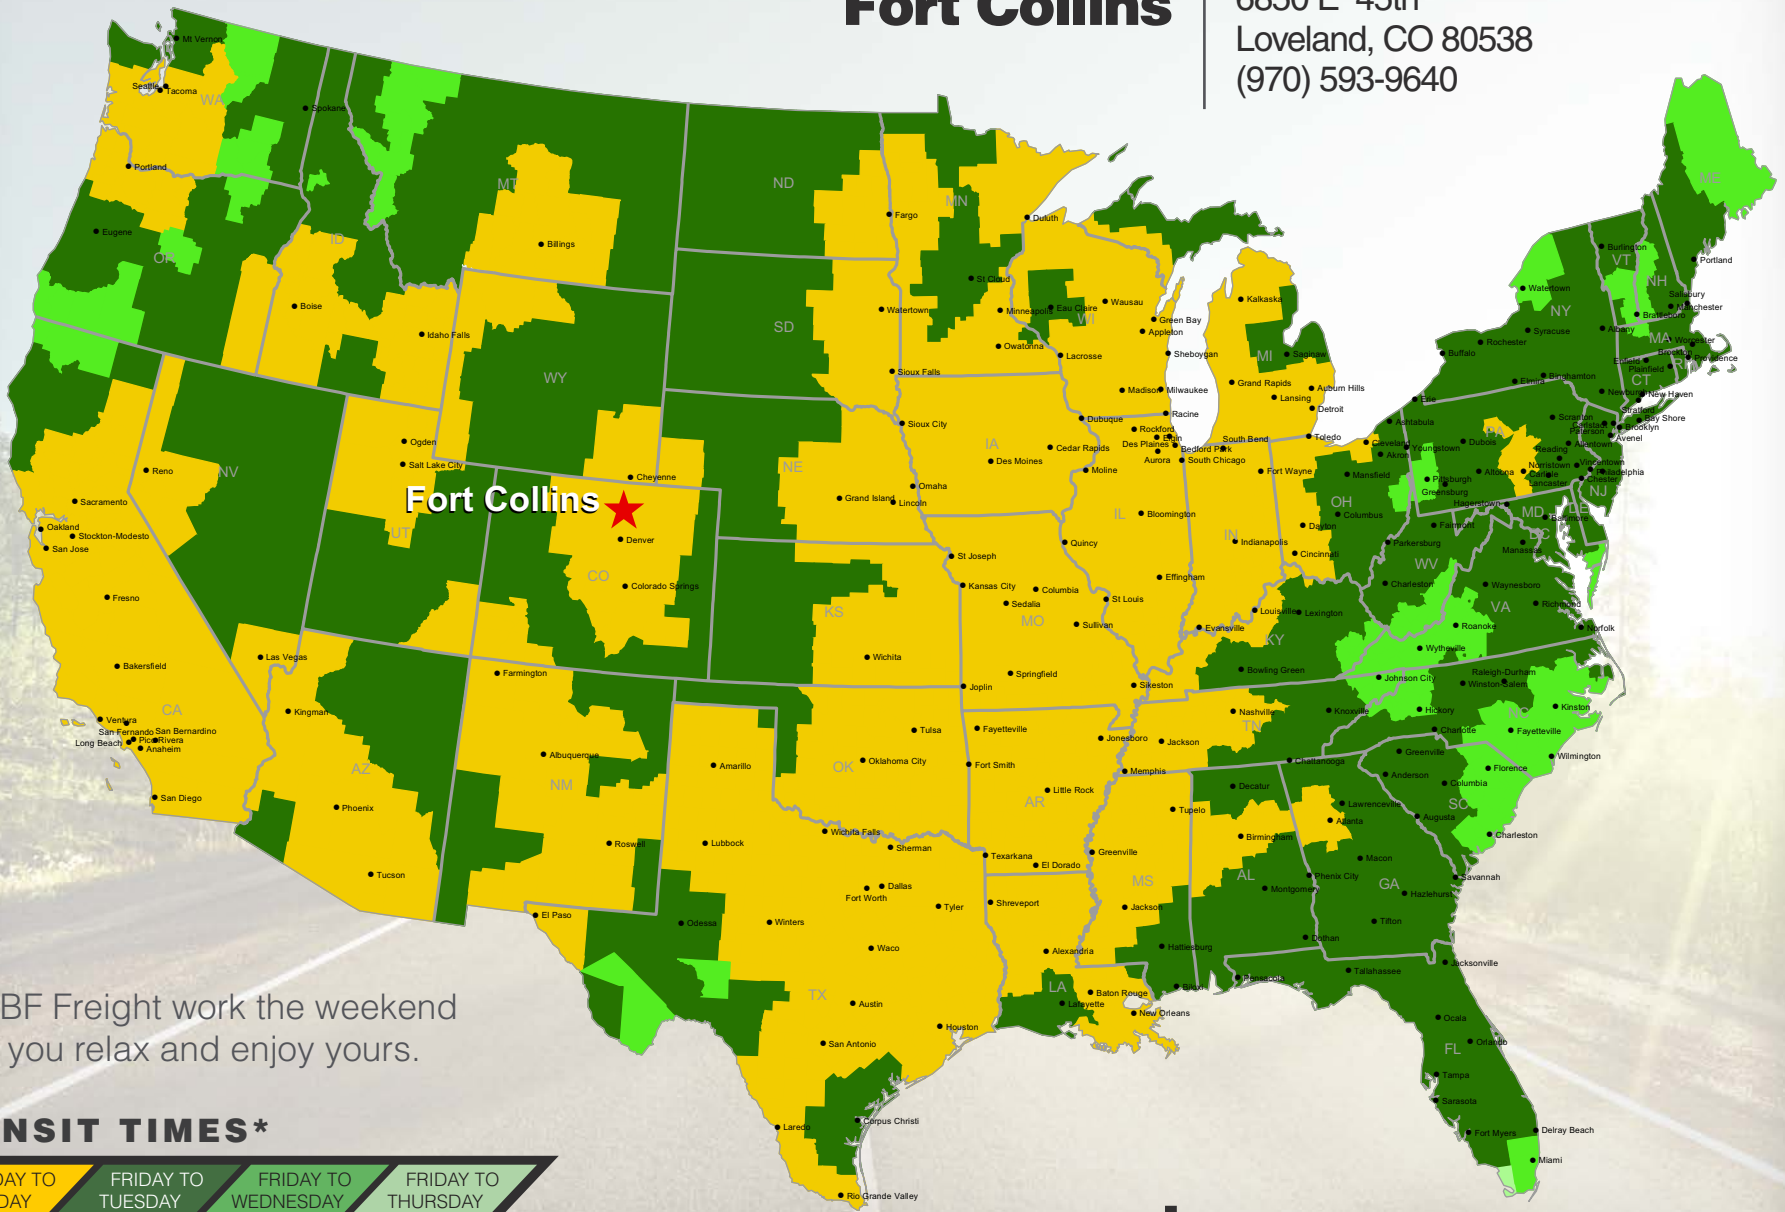 Fort Collins
Loveland, CO 80538
(970) 593-9640
Mt Vernon
Seattle
Tacoma
WA
Spokane
Portland
Eugene
OR
ID
Boise
Idaho Falls
MT
Billings
ND
Fargo
MN
Duluth
St Cloud
Minneapolis
Owatonna
SD
Watertown
Sioux Falls
WY
Cheyenne
WI
Eau Claire
Wausau
Green Bay
Appleton
Sheboygan
Lacrosse
Madison
Milwaukee
Racine
MI
Kalkaska
Saginaw
Grand Rapids
Lansing
Auburn Hills
Detroit
ME
Burlington
VT
NH
Portland
Salisbury
Manchester
Brattleboro
Watertown
NY
Syracuse
Rochester
Buffalo
Albany
MA
Worcester
Brockton
Providence
Enfield
Plainfield
CT
RI
Elmira
Binghamton
Newburgh
New Haven
Stratford
Bay Shore
Brooklyn
Carlstadt
Paterson
Avenel
Erie
Ashtabula
Scranton
PA
Dubois
Allentown
Reading
Cleveland
Akron
Youngstown
Toledo
Mansfield
Pittsburgh
Greensburg
Altoona
Norristown
Vincentown
Philadelphia
Carlisle
Lancaster
Chester
NJ
Hagerstown
MD
DE
Baltimore
DC
Manassas
OH
Columbus
Dayton
Cincinnati
Fairmont
Parkersburg
WV
Charleston
Waynesboro
VA
Richmond
Roanoke
Norfolk
Wytheville
NV
Reno
Sacramento
Oakland
Stockton-Modesto
San Jose
Fresno
Bakersfield
CA
Ventura
San Fernando
San Bernardino
Pico Rivera
Long Beach
Anaheim
San Diego
Las Vegas
Ogden
Salt Lake City
UT
Fort Collins
Denver
CO
Colorado Springs
NE
Grand Island
Omaha
Lincoln
Sioux City
IA
Des Moines
Cedar Rapids
Dubuque
Moline
Rockford
Elgin
Des Plaines
Bedford Park
Aurora
South Chicago
South Bend
Fort Wayne
IL
Bloomington
IN
Indianapolis
Quincy
Effingham
St Joseph
Kansas City
Columbia
Sedalia
St Louis
MO
Sullivan
Springfield
Joplin
Sikeston
KS
Wichita
Evansville
Louisville
Lexington
KY
Bowling Green
Kingman
AZ
Phoenix
Tucson
Farmington
Albuquerque
NM
Roswell
Amarillo
Lubbock
OK
Tulsa
Oklahoma City
Fayetteville
Fort Smith
AR
Little Rock
Jonesboro
Texarkana
El Dorado
Nashville
TN
Jackson
Memphis
Knoxville
Chattanooga
Johnson City
Hickory
Charlotte
Winston-Salem
Raleigh-Durham
NC
Kinston
Fayetteville
Wilmington
Greenville
Anderson
Columbia
Florence
SC
Charleston
Tupelo
Greenville
MS
Jackson
Hattiesburg
Biloxi
Decatur
Birmingham
AL
Montgomery
Dothan
Lawrenceville
Atlanta
Augusta
Macon
Phenix City
GA
Hazlehurst
Savannah
Tifton
Wichita Falls
Sherman
Dallas
Fort Worth
Tyler
El Paso
Odessa
Winters
Waco
TX
Austin
Houston
San Antonio
Laredo
Corpus Christi
Rio Grande Valley
Shreveport
Alexandria
LA
Lafayette
Baton Rouge
New Orleans
Pensacola
Tallahassee
Jacksonville
Ocala
Orlando
FL
Tampa
Sarasota
Fort Myers
Delray Beach
Miami
BF Freight work the weekend
you relax and enjoy yours.
NSIT TIMES*
DAY TO
DAY
FRIDAY TO
TUESDAY
FRIDAY TO
WEDNESDAY
FRIDAY TO
THURSDAY